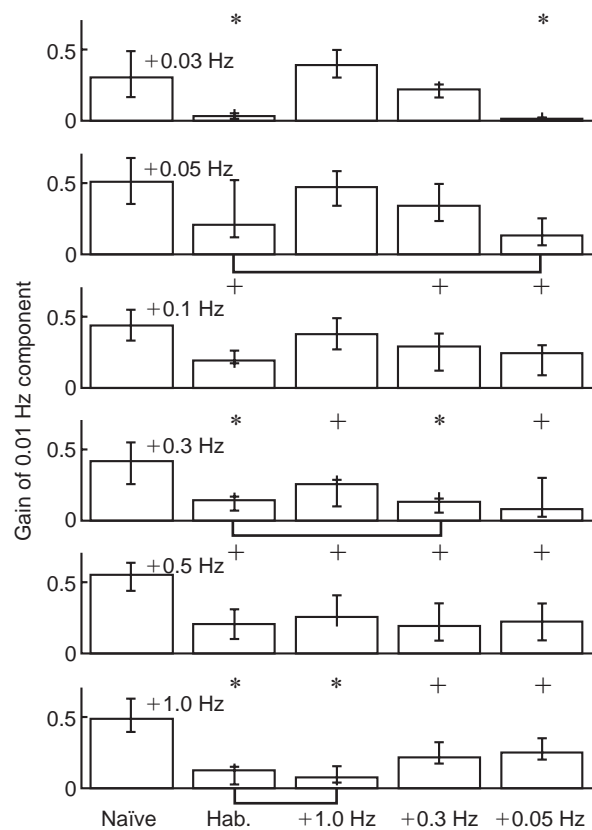 * *
+0.03 Hz
0.5
0
+0.05 Hz
0.5
0
+ + +
+0.1 Hz
0.5
0
* + * +
+0.3 Hz
0.5
0
+ + + +
+0.5 Hz
0.5
0
* * + +
+1.0 Hz
0.5
0
Naïve Hab. +1.0 Hz +0.3 Hz +0.05 Hz
Gain of 0.01 Hz component